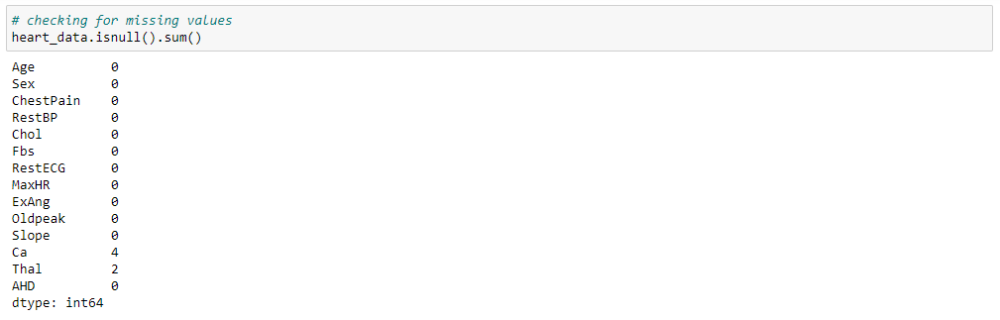 # checking for missing values
heart_data.isnull().sum()
Age 0
Sex 0
ChestPain 0
RestBP 0
Chol 0
Fbs 0
RestECG 0
MaxHR 0
ExAng 0
Oldpeak 0
Slope 0
Ca 4
Thal 2
AHD 0
dtype: int64